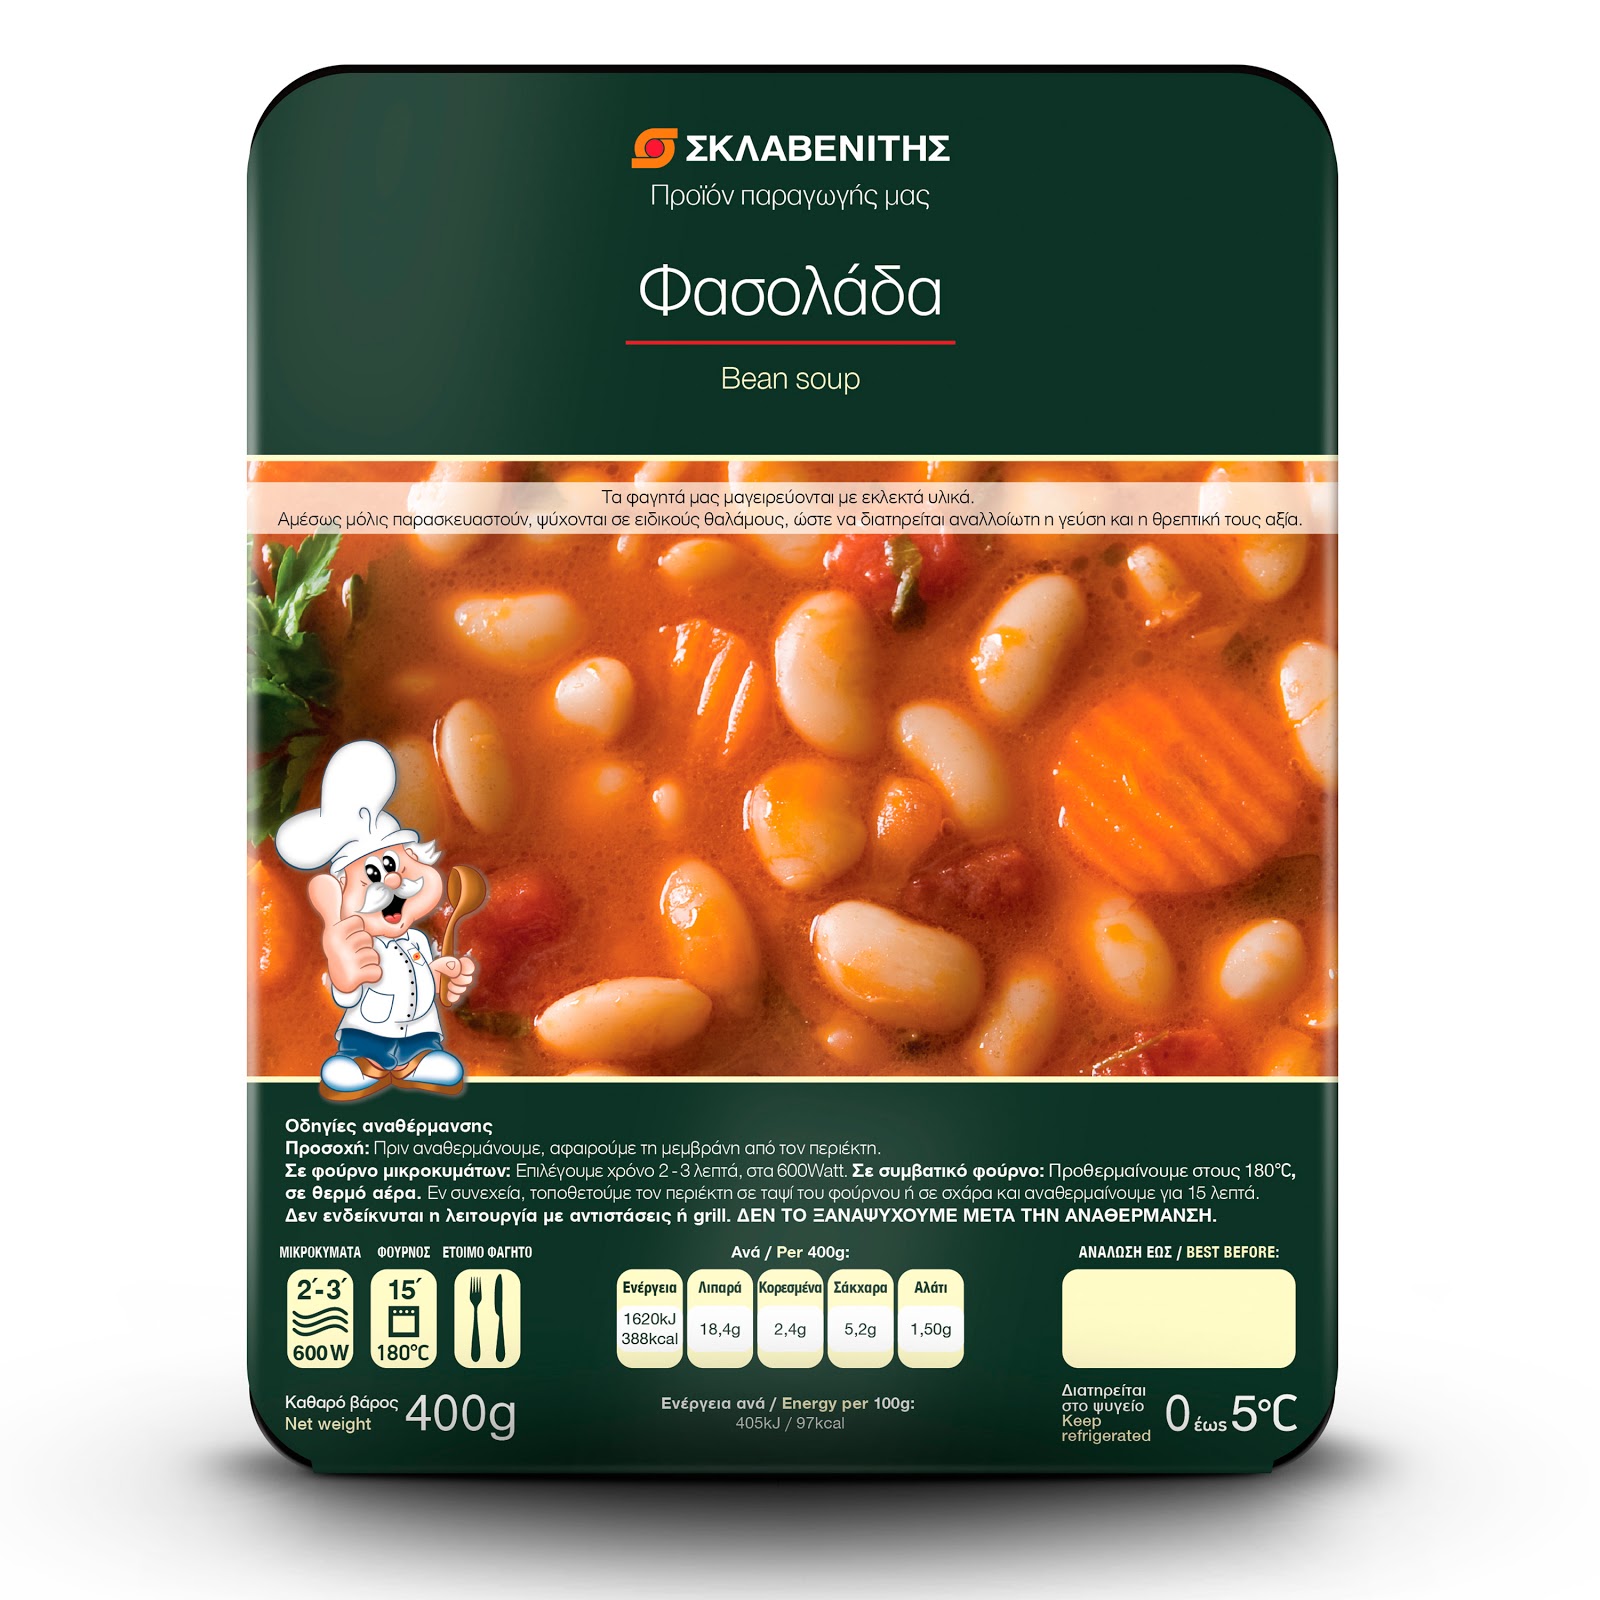 ΣΚΛΑΒΕΝΙΤΗΣ
Προϊόν παραγωγής μας
Φασολάδα
Bean soup
Τα φαγητά μας μαγειρεύονται με εκλεκτά υλικά.
Αμέσως μόλις παρασκευαστούν, ψύχονται σε ειδικούς θαλάμους, ώστε να διατηρείται αναλλοίωτη η γεύση και η θρεπτική τους αξία.
Οδηγίες αναθέρμανσης
Προσοχή: Πριν αναθερμάνουμε, αφαιρούμε τη μεμβράνη από τον περιέκτη.
Σε φούρνο μικροκυμάτων: Επιλέγουμε χρόνο 2 - 3 λεπτά, στα 600Watt. Σε συμβατικό φούρνο: Προθερμαίνουμε στους 180°C,
σε θερμό αέρα. Εν συνεχεία, τοποθετούμε τον περιέκτη σε ταψί του φούρνου ή σε σχάρα και αναθερμαίνουμε για 15 λεπτά.
Δεν ενδείκνυται η λειτουργία με αντιστάσεις ή grill. ΔΕΝ ΤΟ ΞΑΝΑΨΥΧΟΥΜΕ ΜΕΤΑ ΤΗΝ ΑΝΑΘΕΡΜΑΝΣΗ.
ΜΙΚΡΟΚΥΜΑΤΑ ΦΟΥΡΝΟΣ ΕΤΟΙΜΟ ΦΑΓΗΤΟ
2΄-3΄
600 W
15΄
180°C
Ανά / Per 400g:
Ενέργεια Λιπαρά Κορεσμένα Σάκχαρα Αλάτι
1620kJ
388kcal
18,4g 2,4g 5,2g 1,50g
ΑΝΑΛΩΣΗ ΕΩΣ / BEST BEFORE:
Καθαρό βάρος
Net weight
400g
Ενέργεια ανά / Energy per 100g:
405kJ / 97kcal
Διατηρείται
στο ψυγείο
Keep
refrigerated
0 έως 5°C